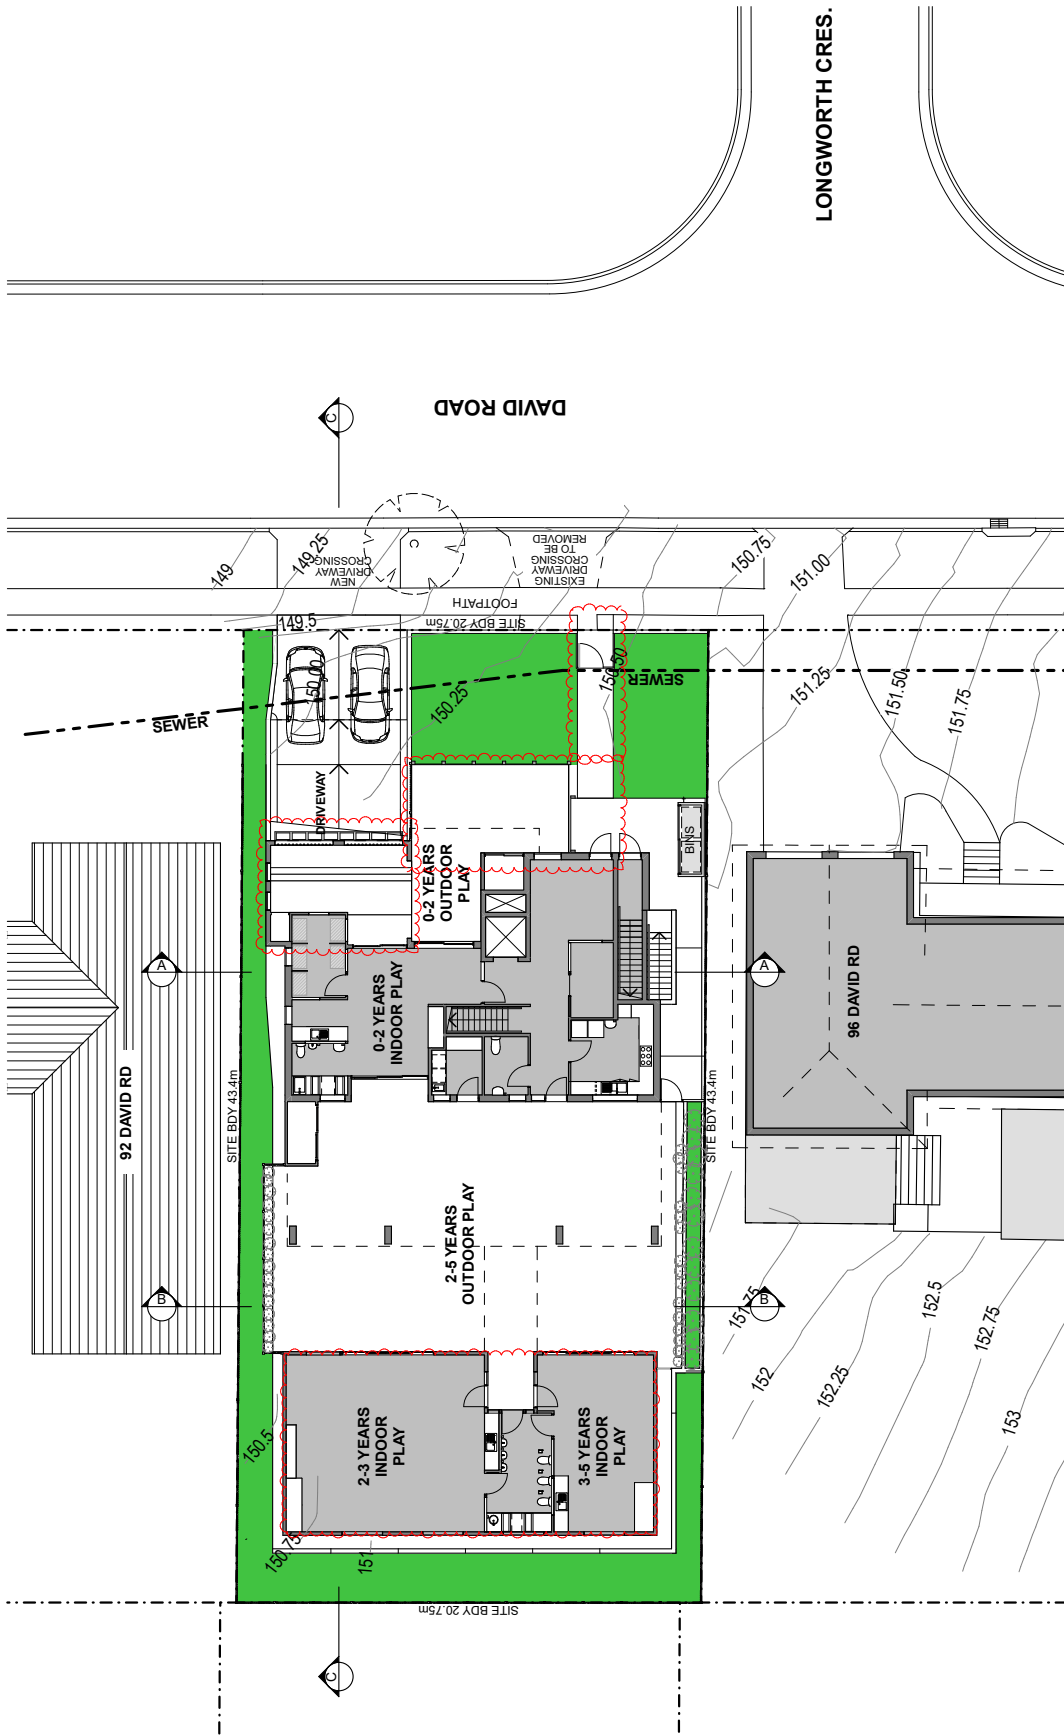 LONGWORTH CRES.
DAVID ROAD
C
149
149.25
NEW
DRIVEWAY
CROSSING
C
EXISTING
DRIVEWAY
CROSSING
TO BE
REMOVED
150.75
151.00
FOOTPATH
SITE BDY 20.75m
149.5
50.00
150.25
150.50
SEWER
SEWER
151.25
151.50
151.75
DRIVEWAY
BINS
0-2 YEARS
OUTDOOR
PLAY
A
A
0-2 YEARS
INDOOR PLAY
96 DAVID RD
92 DAVID RD
SITE BDY 43.4m
SITE BDY 43.4m
2-5 YEARS
OUTDOOR PLAY
B
B
151.75
152
152.25
152.5
152.75
153
150.5
2-3 YEARS
INDOOR
PLAY
3-5 YEARS
INDOOR
PLAY
150.75
151
SITE BDY 20.75m
C